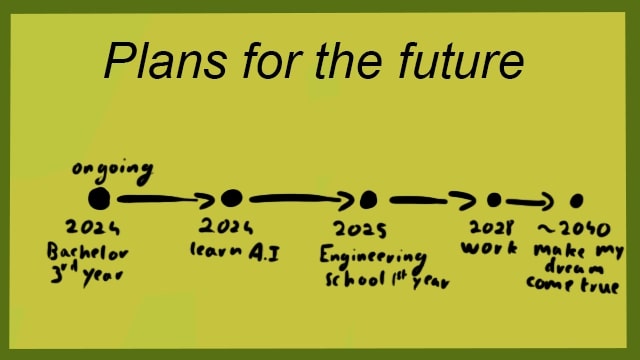 Plans for the future
ongoing
2024
Bachelor
3rd year
2024
learn A.I
2025
Engineering
school 1st year
2028
work
~2040
make my
dream
come true